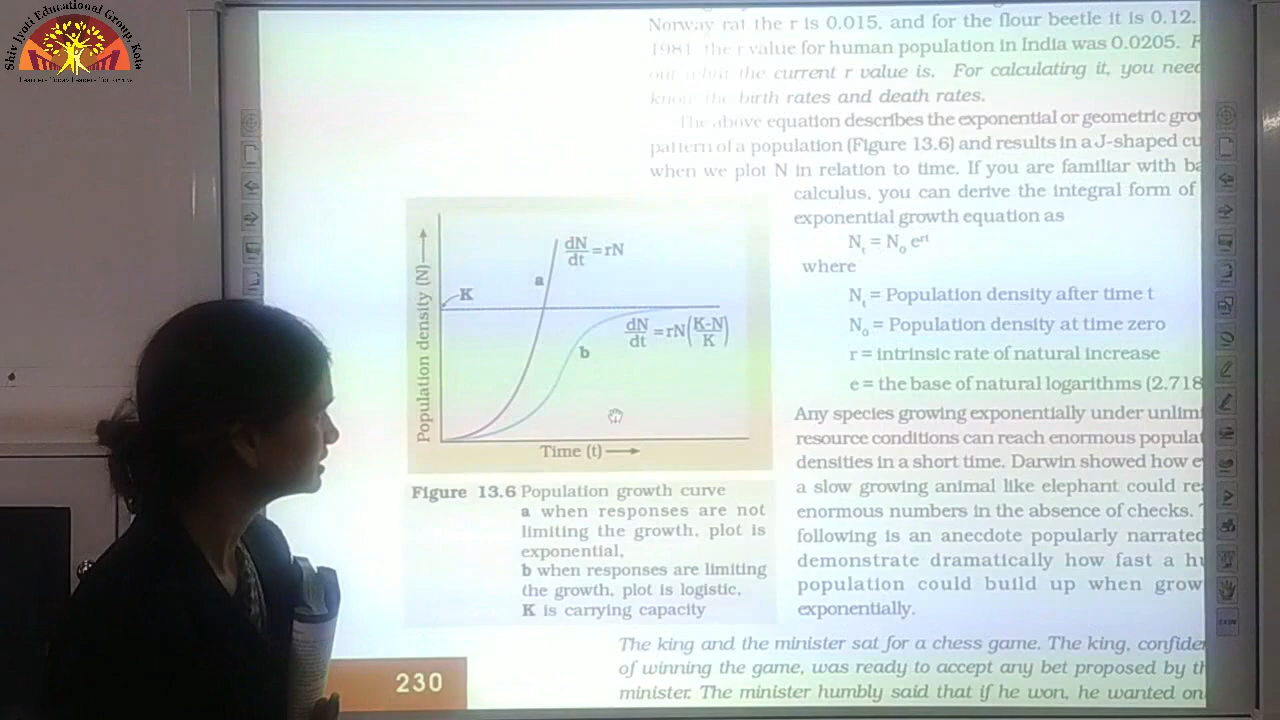 Shiv Jyoti Educational Group, Kota
Norway rat the r is 0.015, and for the flour beetle it is 0.12.
1981, the r value for human population in India was 0.0205.
out what the current r value is. For calculating it, you need
know the birth rates and death rates.
The above equation describes the exponential or geometric
pattern of a population (Figure 13.6) and results in a J-shaped
when we plot N in relation to time. If you are familiar with
calculus, you can derive the integral form of
exponential growth equation as
Nₜ = N₀ eʳᵗ
where
Nₜ = Population density after time t
N₀ = Population density at time zero
r = intrinsic rate of natural increase
e = the base of natural logarithms (2.718
Any species growing exponentially under
resource conditions can reach enormous
densities in a short time. Darwin showed how
a slow growing animal like elephant could
enormous numbers in the absence of checks.
following is an anecdote popularly narrated
demonstrate dramatically how fast a
population could build up when
exponentially.
The king and the minister sat for a chess game. The king,
of winning the game, was ready to accept any bet proposed by
minister. The minister humbly said that if he won, he wanted
Population density (N)
K
a
dN/dt = rN
b
dN/dt = rN(K-N/K)
Time (t)
Figure 13.6 Population growth curve
a when responses are not
limiting the growth, plot is
exponential,
b when responses are limiting
the growth, plot is logistic,
K is carrying capacity
230